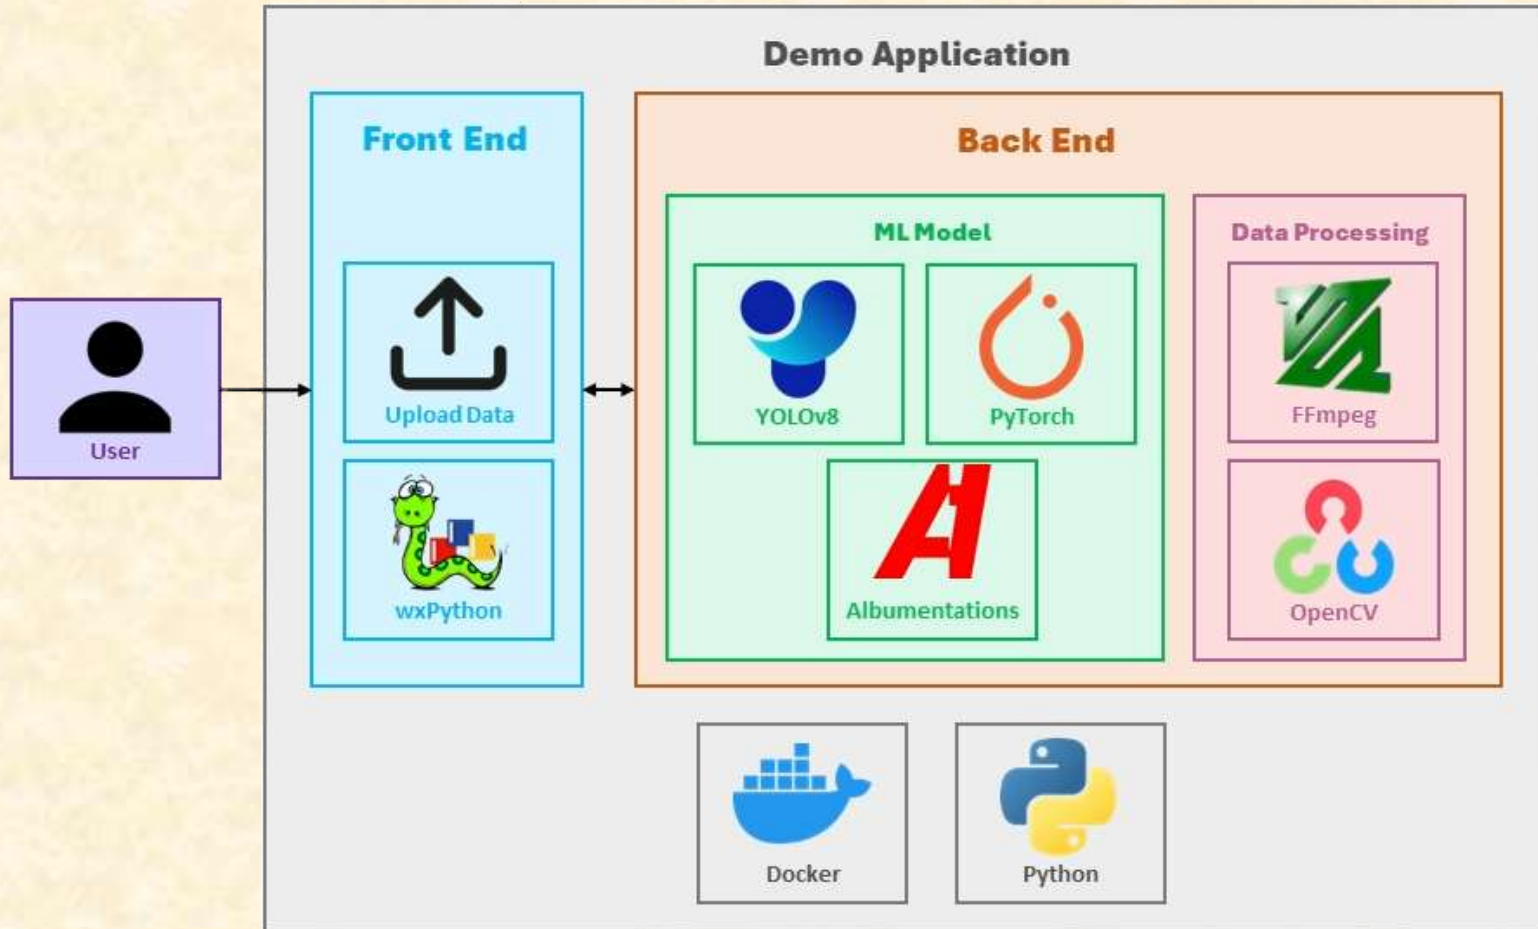 Demo Application
Front End
Back End
ML Model
Data Processing
Upload Data
YOLOv8
PyTorch
FFmpeg
User
wxPython
Albumentations
OpenCV
Docker
Python